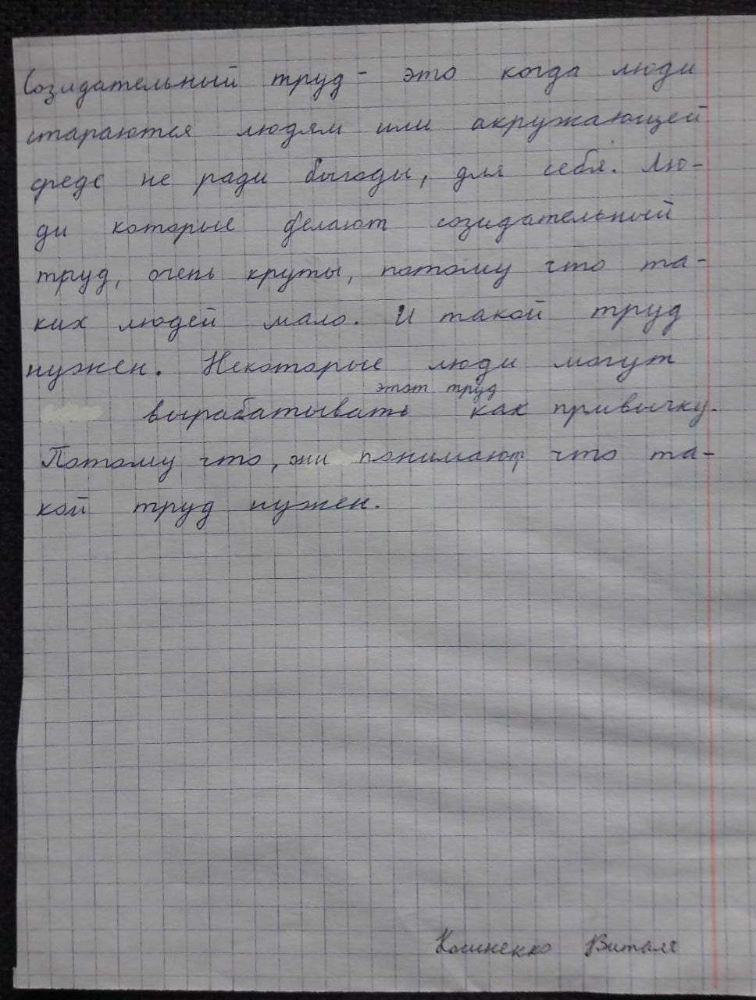 Созидательный труд - это когда люди
стараются людям или акружающей
среде не ради выгоды, для себя. Лю-
ди которые делают созидательный
труд, очень круты, потому что та-
ких людей мало. И такой труд
нужен. Некоторые люди могут
этот труд
вырабатывать как привычку.
Потому что, они понимают что та-
кой труд нужен.